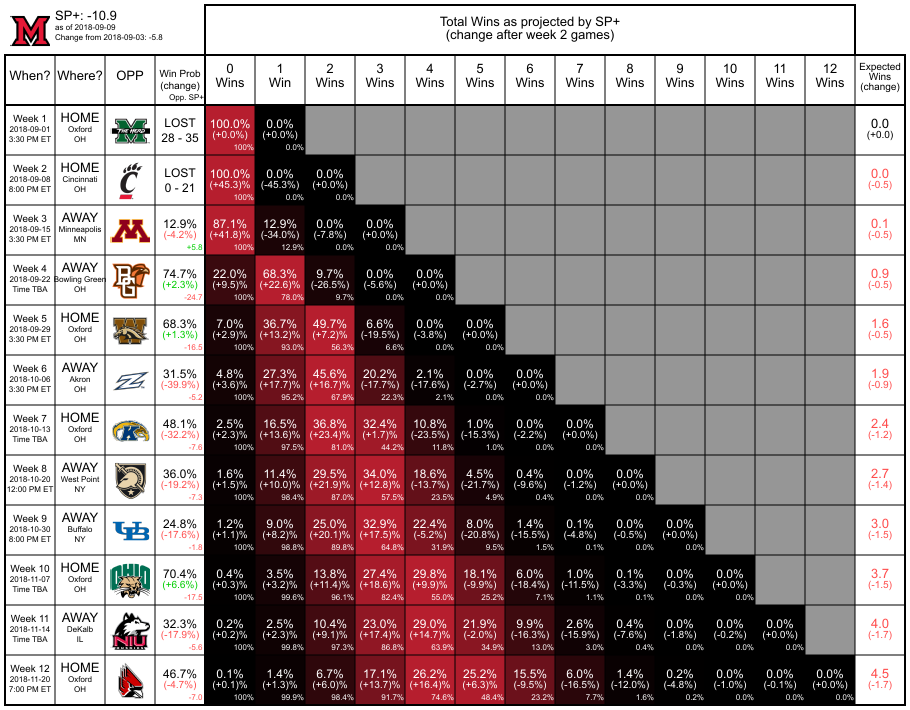 SP+: -10.9
as of 2018-09-09
Change from 2018-09-03: -5.8
Total Wins as projected by SP+
(change after week 2 games)
When? Where? OPP Win Prob (change) Opp. SP+ 0 Wins 1 Win 2 Wins 3 Wins 4 Wins 5 Wins 6 Wins 7 Wins 8 Wins 9 Wins 10 Wins 11 Wins 12 Wins Expected Wins (change)
Week 1 HOME LOST 100.0% 0.0% 0.0
2018-09-01 Oxford THE HERD (+0.0%) (+0.0%) (+0.0)
3:30 PM ET OH 28 - 35 100% 0.0%
Week 2 HOME LOST 100.0% 0.0% 0.0% 0.0
2018-09-08 Cincinnati (+45.3)% (-45.3% (+0.0%) (-0.5)
8:00 PM ET OH 0 - 21 100% 0.0% 0.0%
Week 3 AWAY 12.9% 87.1% 12.9% 0.0% 0.0% 0.1
2018-09-15 Minneapolis (-4.2%) (+41.8)% (-34.0%) (-7.8%) (+0.0%) (-0.5)
3:30 PM ET MN +5.8 100% 12.9% 0.0% 0.0%
Week 4 AWAY 74.7% 22.0% 68.3% 9.7% 0.0% 0.0% 0.9
2018-09-22 Bowling Green (+2.3%) (+9.5)% (+22.6%) (-26.5%) (-5.6%) (+0.0%) (-0.5)
Time TBA OH -24.7 100% 78.0% 9.7% 0.0% 0.0%
Week 5 HOME 68.3% 7.0% 36.7% 49.7% 6.6% 0.0% 0.0% 1.6
2018-09-29 Oxford (+1.3%) (+2.9)% (+13.2)% (+7.2)% (-19.5%) (-3.8%) (+0.0%) (-0.5)
3:30 PM ET OH -16.5 100% 93.0% 56.3% 6.6% 0.0% 0.0%
Week 6 AWAY 31.5% 4.8% 27.3% 45.6% 20.2% 2.1% 0.0% 0.0% 1.9
2018-10-06 Akron (-39.9%) (+3.6)% (+17.7)% (+16.7)% (-17.7%) (-17.6%) (-2.7%) (+0.0%) (-0.9)
3:30 PM ET OH -5.2 100% 95.2% 67.9% 22.3% 2.1% 0.0% 0.0%
Week 7 HOME 48.1% 2.5% 16.5% 36.8% 32.4% 10.8% 1.0% 0.0% 0.0% 2.4
2018-10-13 Oxford (-32.2%) (+2.3)% (+13.6)% (+23.4)% (+1.7)% (-23.5%) (-15.3%) (-2.2%) (+0.0%) (-1.2)
Time TBA OH -7.6 100% 97.5% 81.0% 44.2% 11.8% 1.0% 0.0% 0.0%
Week 8 AWAY 36.0% 1.6% 11.4% 29.5% 34.0% 18.6% 4.5% 0.4% 0.0% 0.0% 2.7
2018-10-20 West Point (-19.2%) (+1.5)% (+10.0)% (+21.9)% (+12.8)% (-13.7%) (-21.7%) (-9.6%) (-1.2%) (+0.0%) (-1.4)
12:00 PM ET NY -7.3 100% 98.4% 87.0% 57.5% 23.5% 4.9% 0.4% 0.0% 0.0%
Week 9 AWAY 24.8% 1.2% 9.0% 25.0% 32.9% 22.4% 8.0% 1.4% 0.1% 0.0% 0.0% 3.0
2018-10-30 Buffalo (-17.6%) (+1.1)% (+8.2)% (+20.1)% (+17.5)% (-5.2%) (-20.8%) (-15.5%) (-4.8%) (-0.5%) (+0.0%) (-1.5)
8:00 PM ET NY -1.8 100% 98.8% 89.8% 64.8% 31.9% 9.5% 1.5% 0.1% 0.0% 0.0%
Week 10 HOME OHIO 70.4% 0.4% 3.5% 13.8% 27.4% 29.8% 18.1% 6.0% 1.0% 0.1% 0.0% 0.0% 3.7
2018-11-07 Oxford (+6.6%) (+0.3)% (+3.2)% (+11.4)% (+18.6)% (+9.9)% (-9.9%) (-18.4%) (-11.5%) (-3.3%) (-0.3%) (+0.0%) (-1.5)
Time TBA OH -17.5 100% 99.6% 96.1% 82.4% 55.0% 25.2% 7.1% 1.1% 0.1% 0.0% 0.0%
Week 11 AWAY 32.3% 0.2% 2.5% 10.4% 23.0% 29.0% 21.9% 9.9% 2.6% 0.4% 0.0% 0.0% 0.0% 4.0
2018-11-14 DeKalb NIU (-17.9%) (+0.2)% (+2.3)% (+9.1)% (+17.4)% (+14.7)% (-2.0%) (-16.3%) (-15.9%) (-7.6%) (-1.8%) (-0.2%) (+0.0%) (-1.7)
Time TBA IL -5.6 100% 99.8% 97.3% 86.8% 63.9% 34.9% 13.0% 3.0% 0.4% 0.0% 0.0% 0.0%
Week 12 HOME 46.7% 0.1% 1.4% 6.7% 17.1% 26.2% 25.2% 15.5% 6.0% 1.4% 0.2% 0.0% 0.0% 0.0% 4.5
2018-11-20 Oxford (-4.7%) (+0.1)% (+1.3)% (+6.0)% (+13.7)% (+16.4)% (+6.3)% (-9.5%) (-16.5%) (-12.0%) (-4.8%) (-1.0%) (-0.1%) (+0.0%) (-1.7)
7:00 PM ET OH -7.0 100% 99.9% 98.4% 91.7% 74.6% 48.4% 23.2% 7.7% 1.6% 0.2% 0.0% 0.0% 0.0%